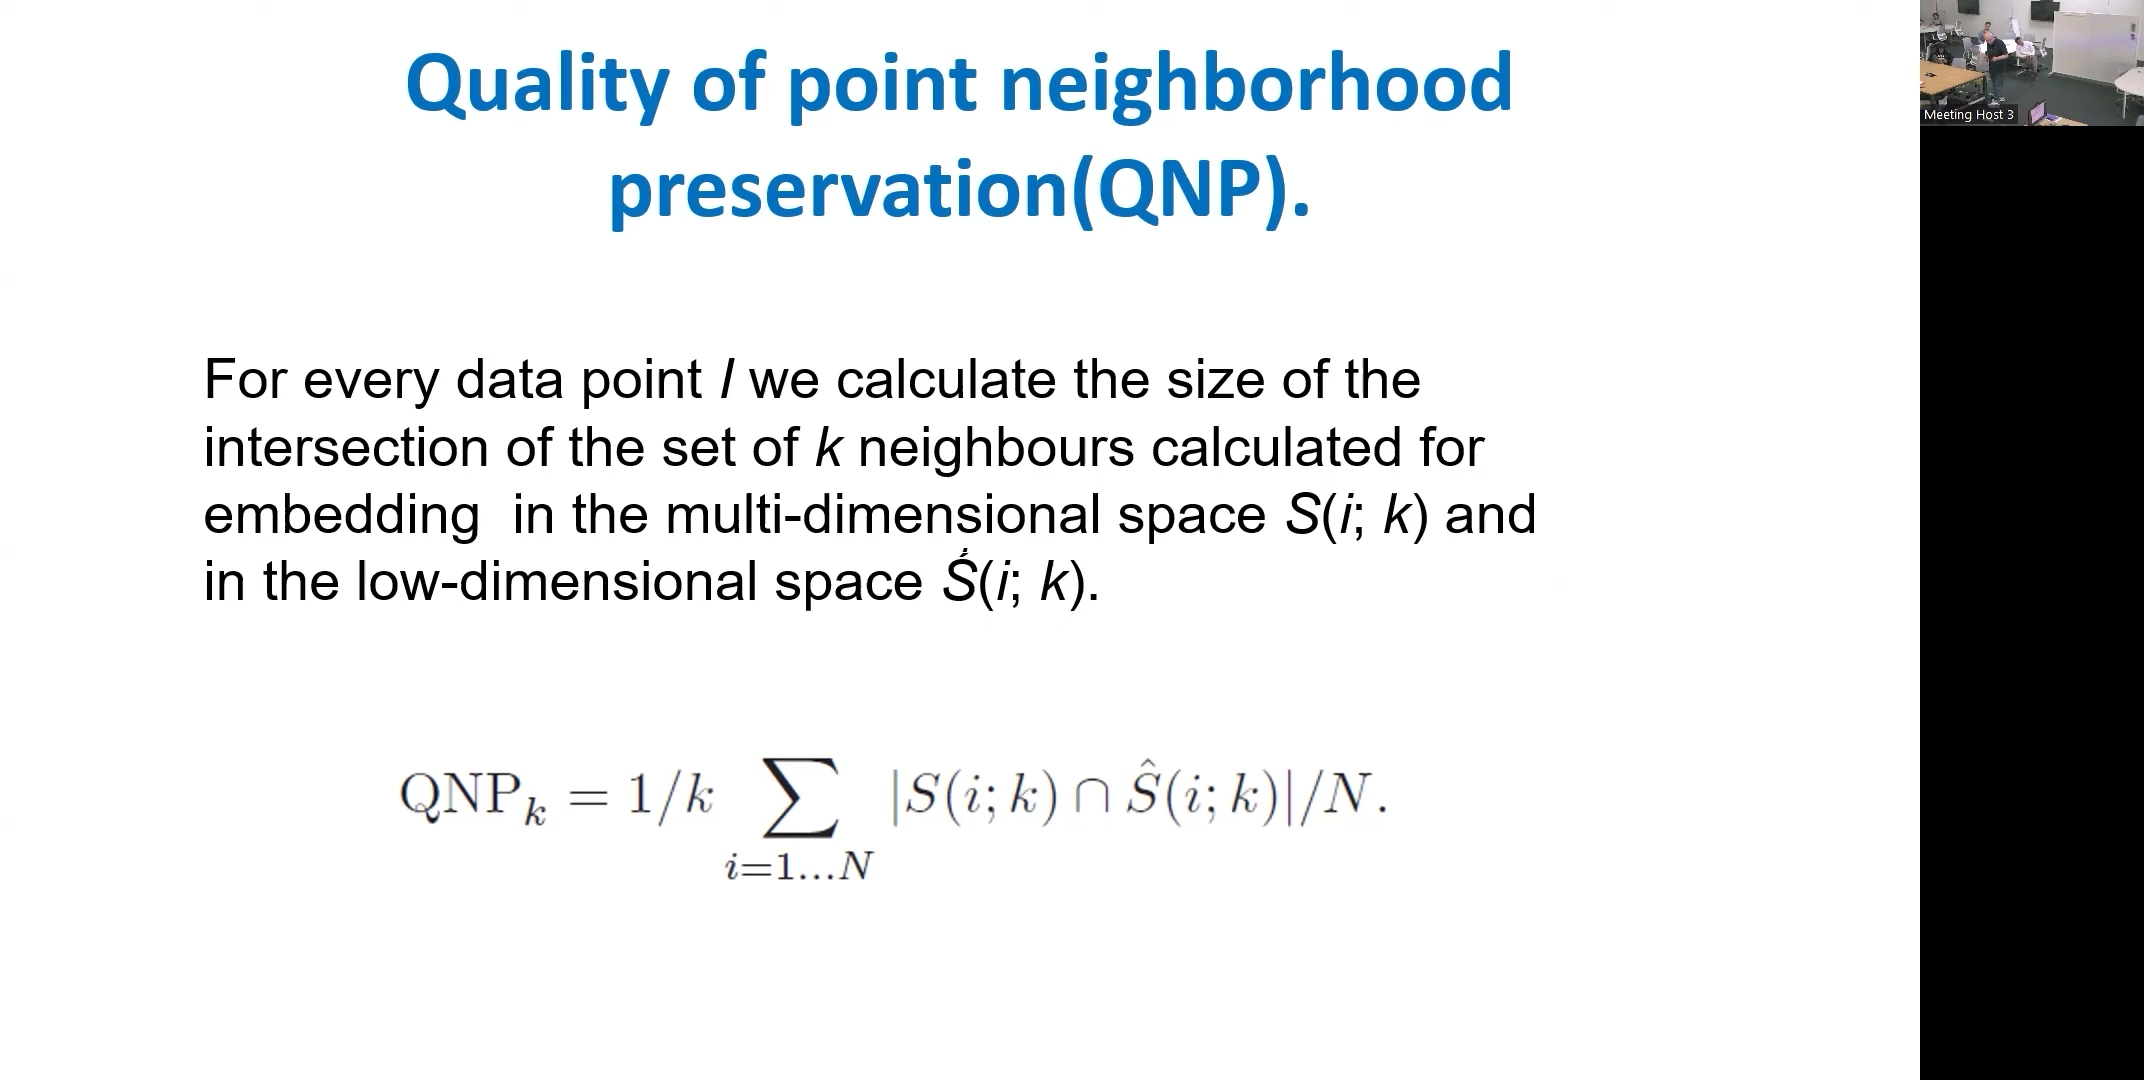 Quality of point neighborhood
preservation(QNP).
For every data point I we calculate the size of the
intersection of the set of k neighbours calculated for
embedding in the multi-dimensional space S(i; k) and
in the low-dimensional space Ṡ́(i; k).
QNPₖ = 1/k ∑ |S(i; k) ∩ Ŝ(i; k)|/N.
i=1...N
Meeting Host 3